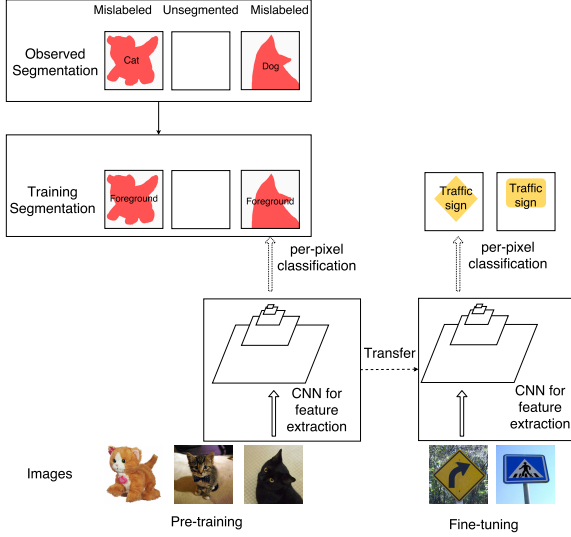 Mislabeled Unsegmented Mislabeled
Observed
Segmentation
Cat
Dog
Training
Segmentation
Foreground
Foreground
Traffic
sign
Traffic
sign
per-pixel
classification
per-pixel
classification
Transfer
CNN for
feature
extraction
CNN for
feature
extraction
Images
Pre-training
Fine-tuning